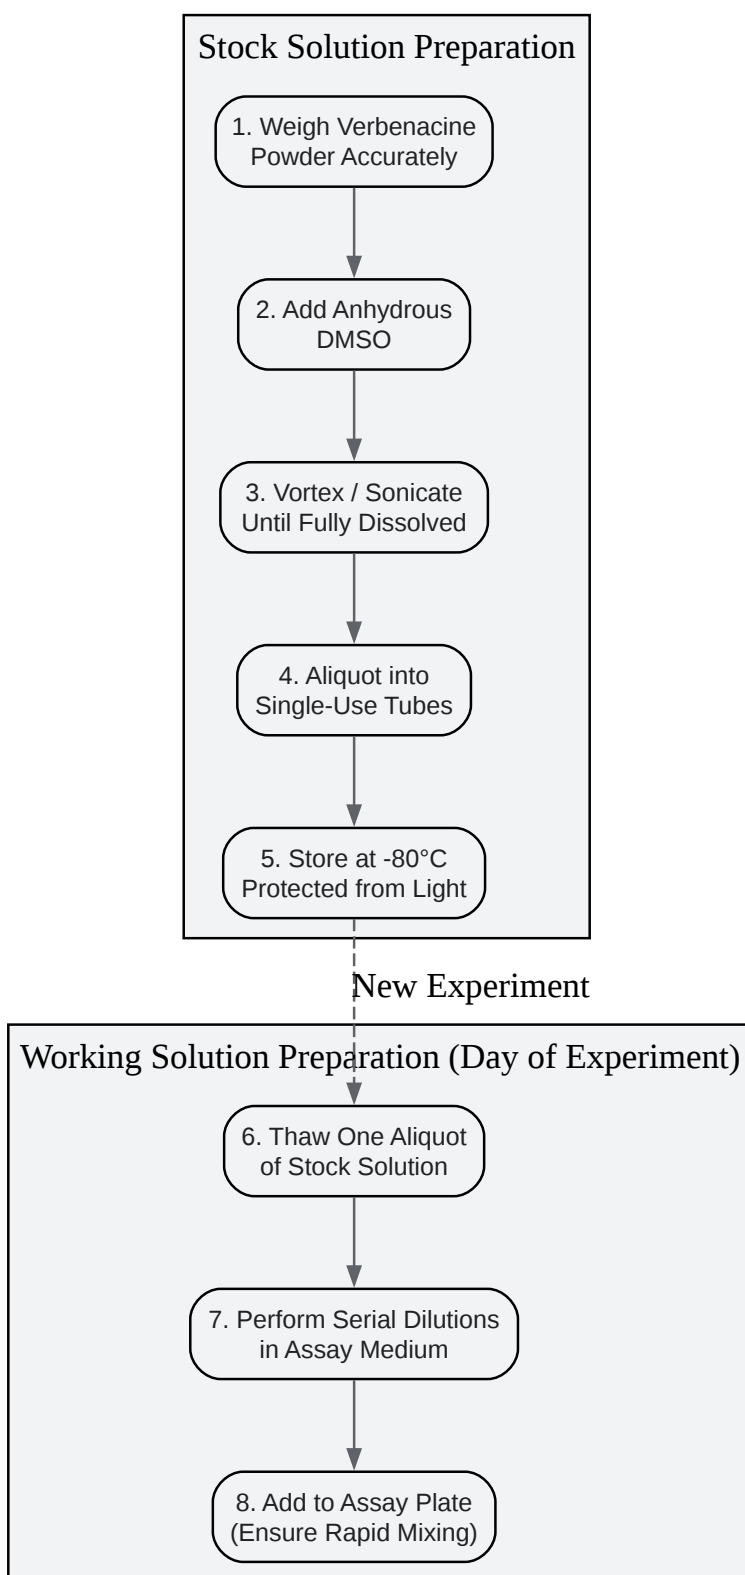 Stock Solution Preparation
1. Weigh Verbenacine
Powder Accurately
2. Add Anhydrous
DMSO
3. Vortex / Sonicate
Until Fully Dissolved
4. Aliquot into
Single-Use Tubes
5. Store at -80°C
Protected from Light
New Experiment
Working Solution Preparation (Day of Experiment)
6. Thaw One Aliquot
of Stock Solution
7. Perform Serial Dilutions
in Assay Medium
8. Add to Assay Plate
(Ensure Rapid Mixing)